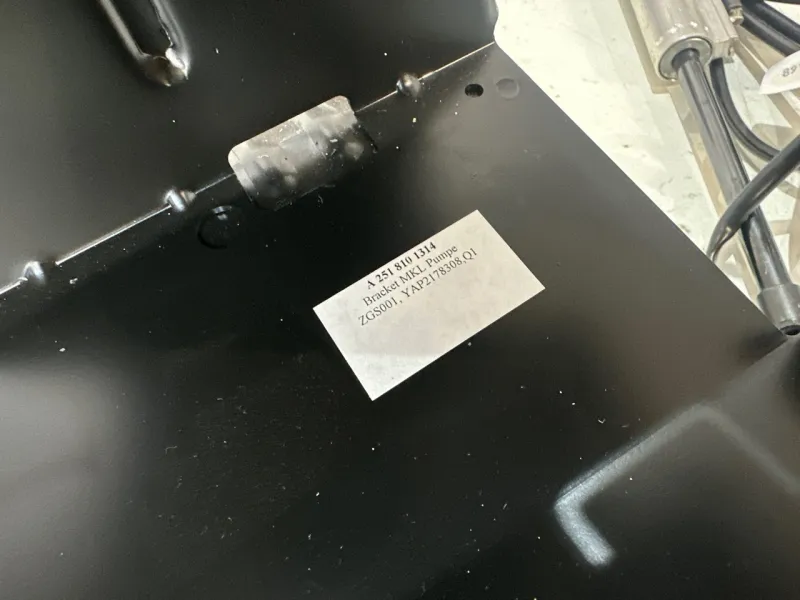 A 251 810 1314
Bracket MKL Pumpe
ZGS001, YAP2178308,Q1